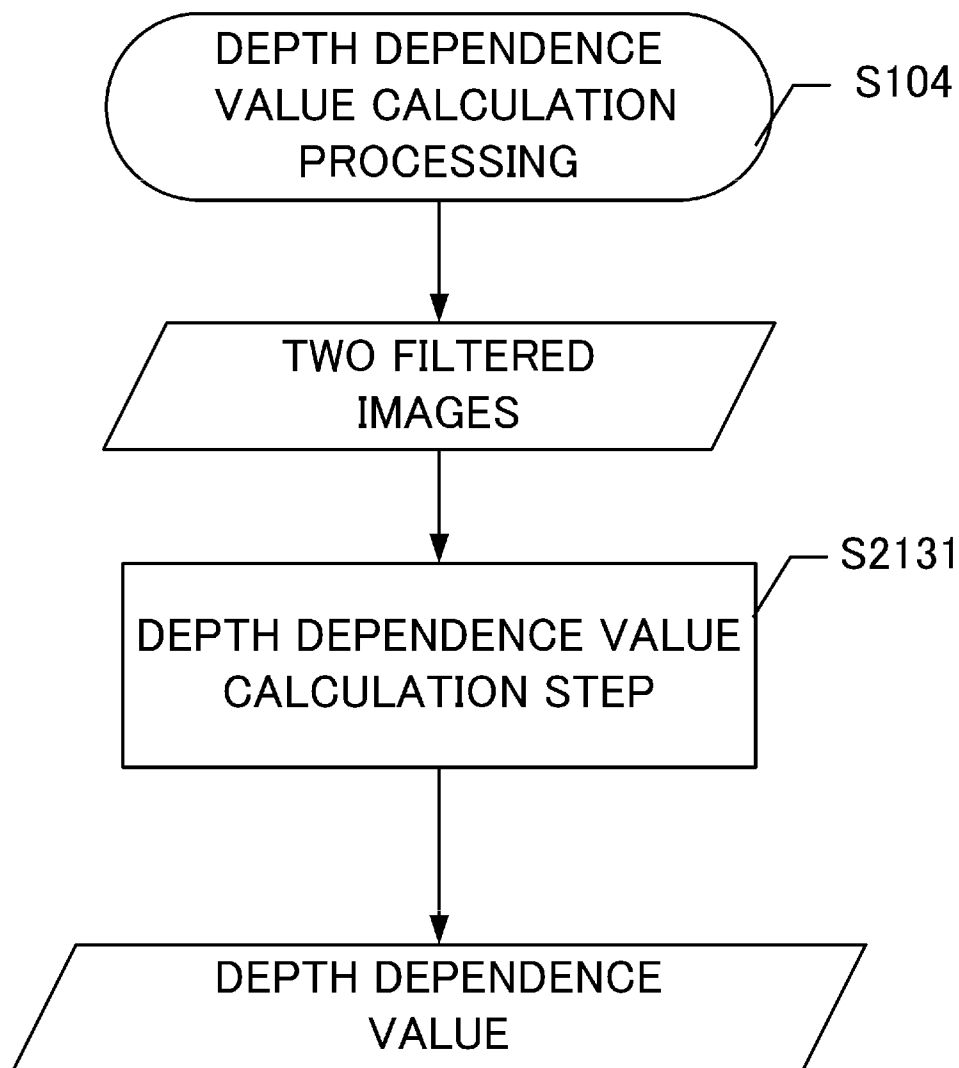 DEPTH DEPENDENCE
VALUE CALCULATION
PROCESSING
S104
TWO FILTERED
IMAGES
S2131
DEPTH DEPENDENCE VALUE
CALCULATION STEP
DEPTH DEPENDENCE
VALUE